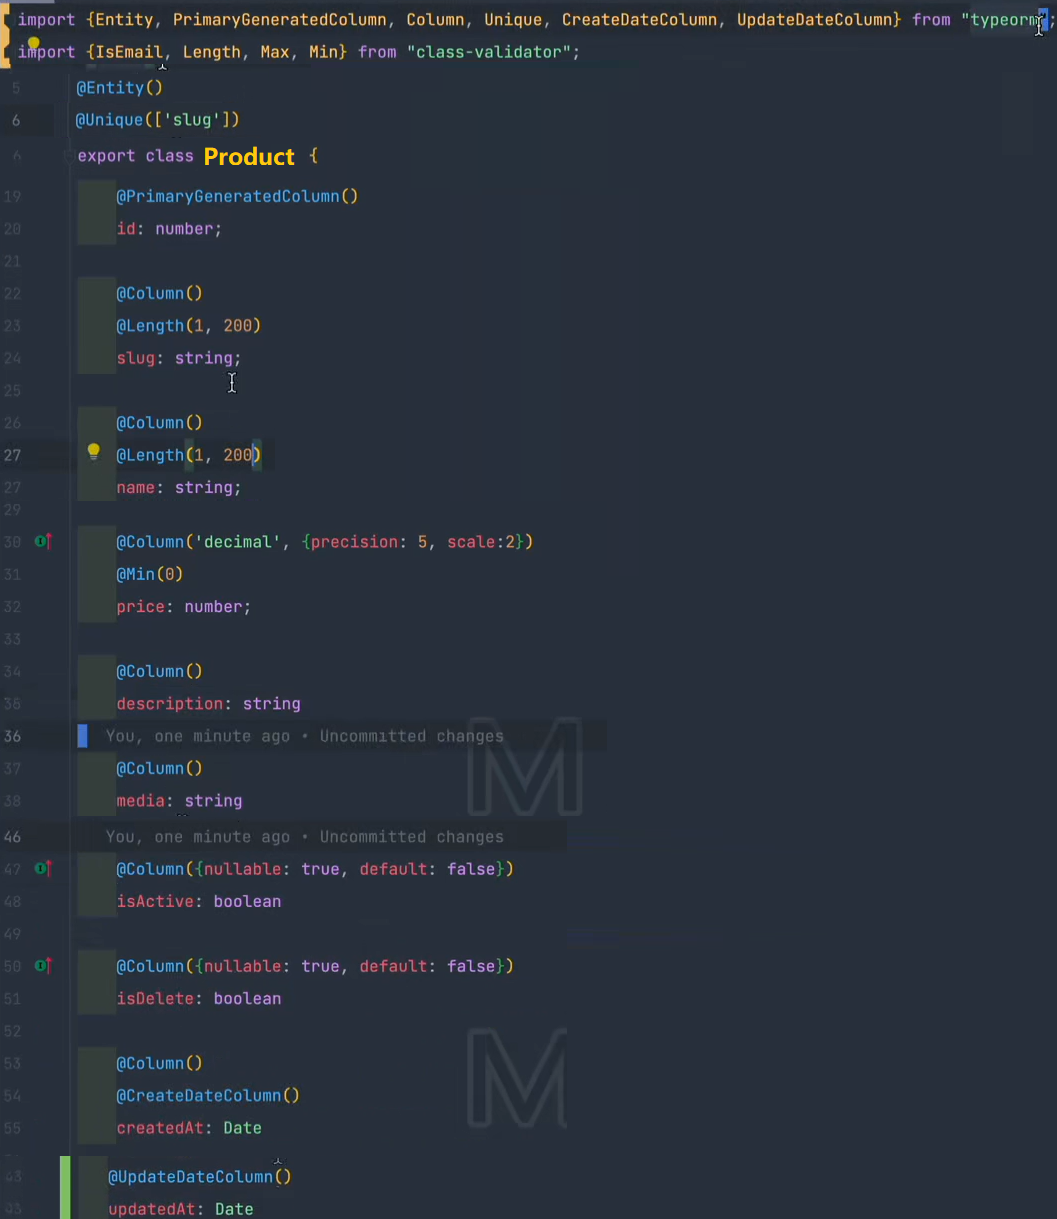 import {Entity, PrimaryGeneratedColumn, Column, Unique, CreateDateColumn, UpdateDateColumn} from "typeorm";
import {IsEmail, Length, Max, Min} from "class-validator";
5 @Entity()
6 @Unique(['slug'])
export class Product {
19 @PrimaryGeneratedColumn()
20 id: number;
21
22 @Column()
23 @Length(1, 200)
24 slug: string;
25
26 @Column()
27 @Length(1, 200)
27 name: string;
29
30 @Column('decimal', {precision: 5, scale:2})
31 @Min(0)
32 price: number;
33
34 @Column()
description: string
36 You, one minute ago • Uncommitted changes
37 @Column()
38 media: string
46 You, one minute ago • Uncommitted changes
47 @Column({nullable: true, default: false})
48 isActive: boolean
49
50 @Column({nullable: true, default: false})
51 isDelete: boolean
52
53 @Column()
54 @CreateDateColumn()
55 createdAt: Date
43 @UpdateDateColumn()
43 updatedAt: Date
M
M